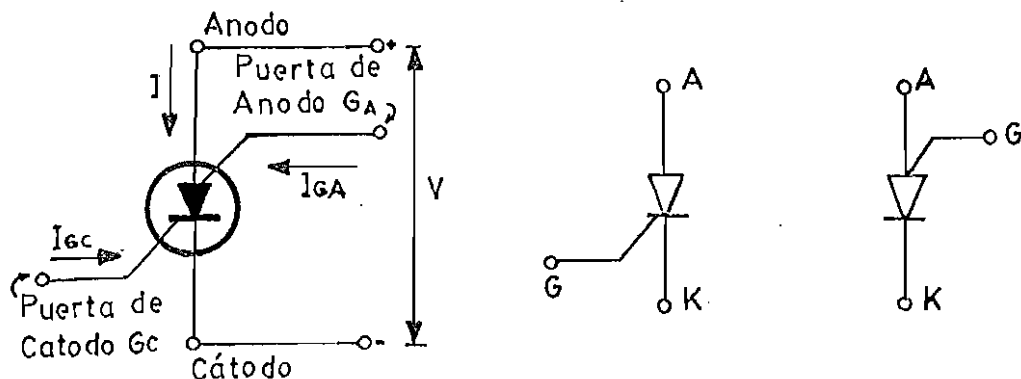 Anodo
+
Puerta de
Anodo GA
I
IGA
V
IGC
Puerta de
Catodo Gc
-
Cátodo
A
G
K
A
G
K